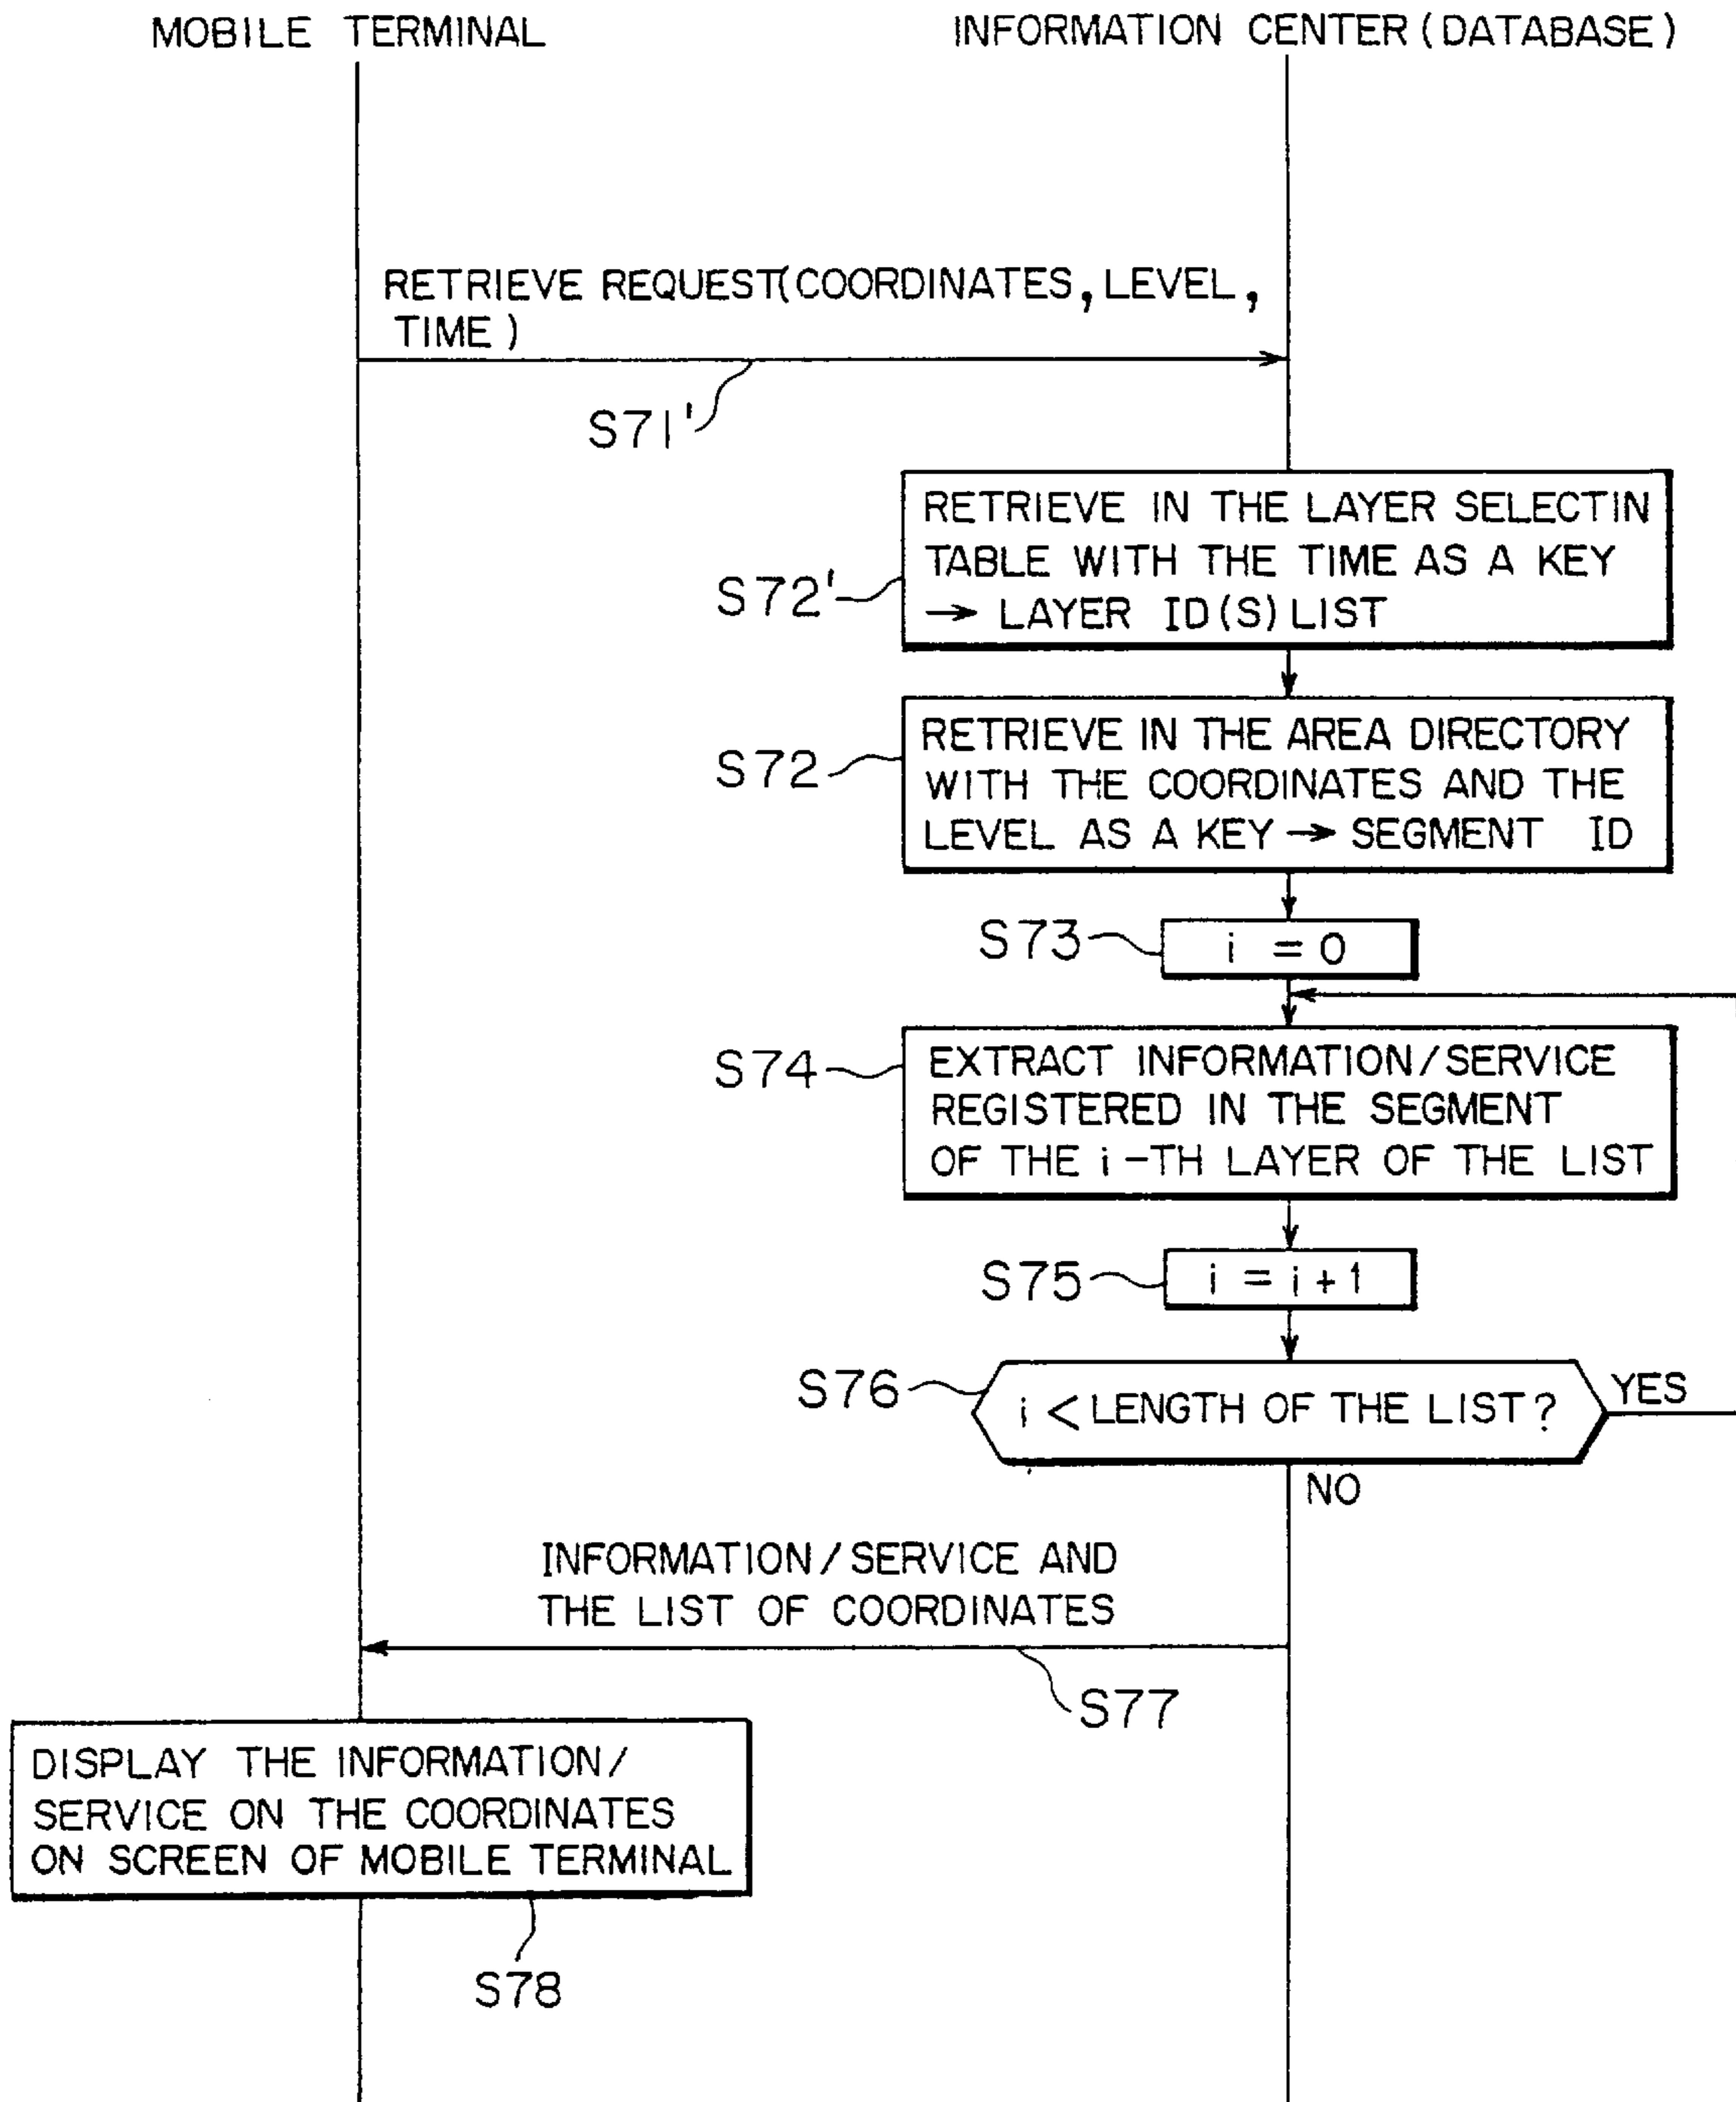 MOBILE TERMINAL
INFORMATION CENTER (DATABASE)
RETRIEVE REQUEST(COORDINATES, LEVEL,
TIME)
S71'
RETRIEVE IN THE LAYER SELECTIN
TABLE WITH THE TIME AS A KEY
→ LAYER ID(S) LIST
S72'
RETRIEVE IN THE AREA DIRECTORY
WITH THE COORDINATES AND THE
LEVEL AS A KEY → SEGMENT ID
S72
S73
i = 0
S74
EXTRACT INFORMATION/SERVICE
REGISTERED IN THE SEGMENT
OF THE i-TH LAYER OF THE LIST
S75
i = i + 1
S76
i < LENGTH OF THE LIST?
YES
NO
INFORMATION/SERVICE AND
THE LIST OF COORDINATES
S77
DISPLAY THE INFORMATION/
SERVICE ON THE COORDINATES
ON SCREEN OF MOBILE TERMINAL
S78